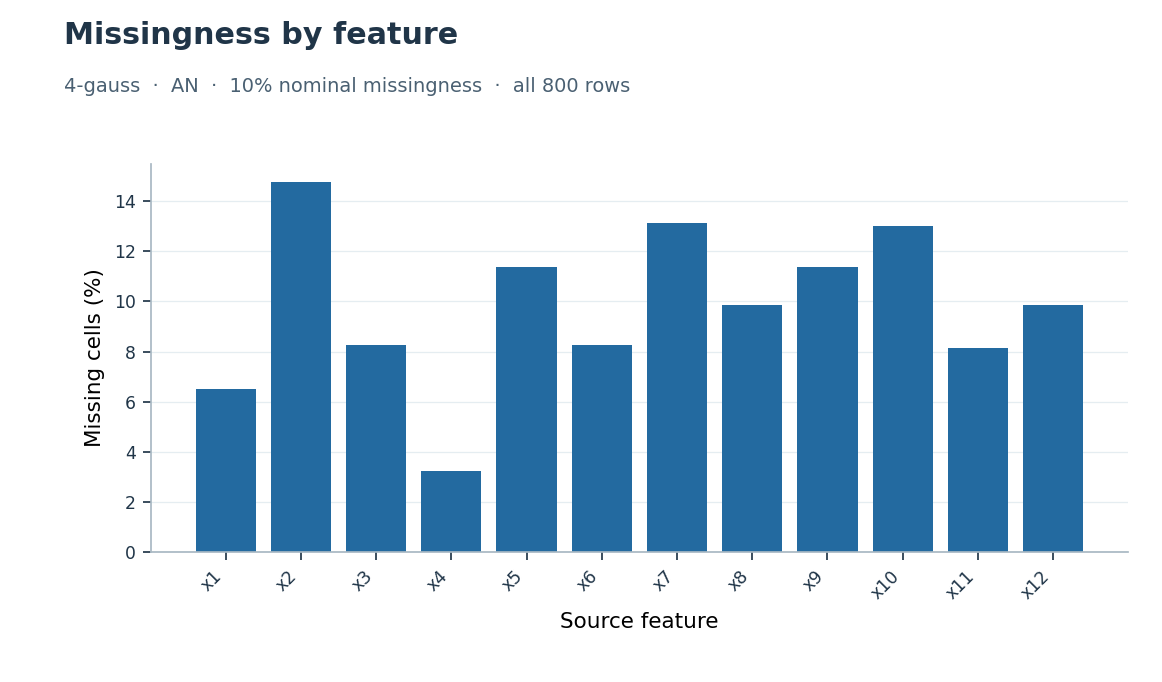 Missingness by feature
4-gauss · AN · 10% nominal missingness · all 800 rows
14
12
10
8
6
4
2
0
Missing cells (%)
x1 x2 x3 x4 x5 x6 x7 x8 x9 x10 x11 x12
Source feature